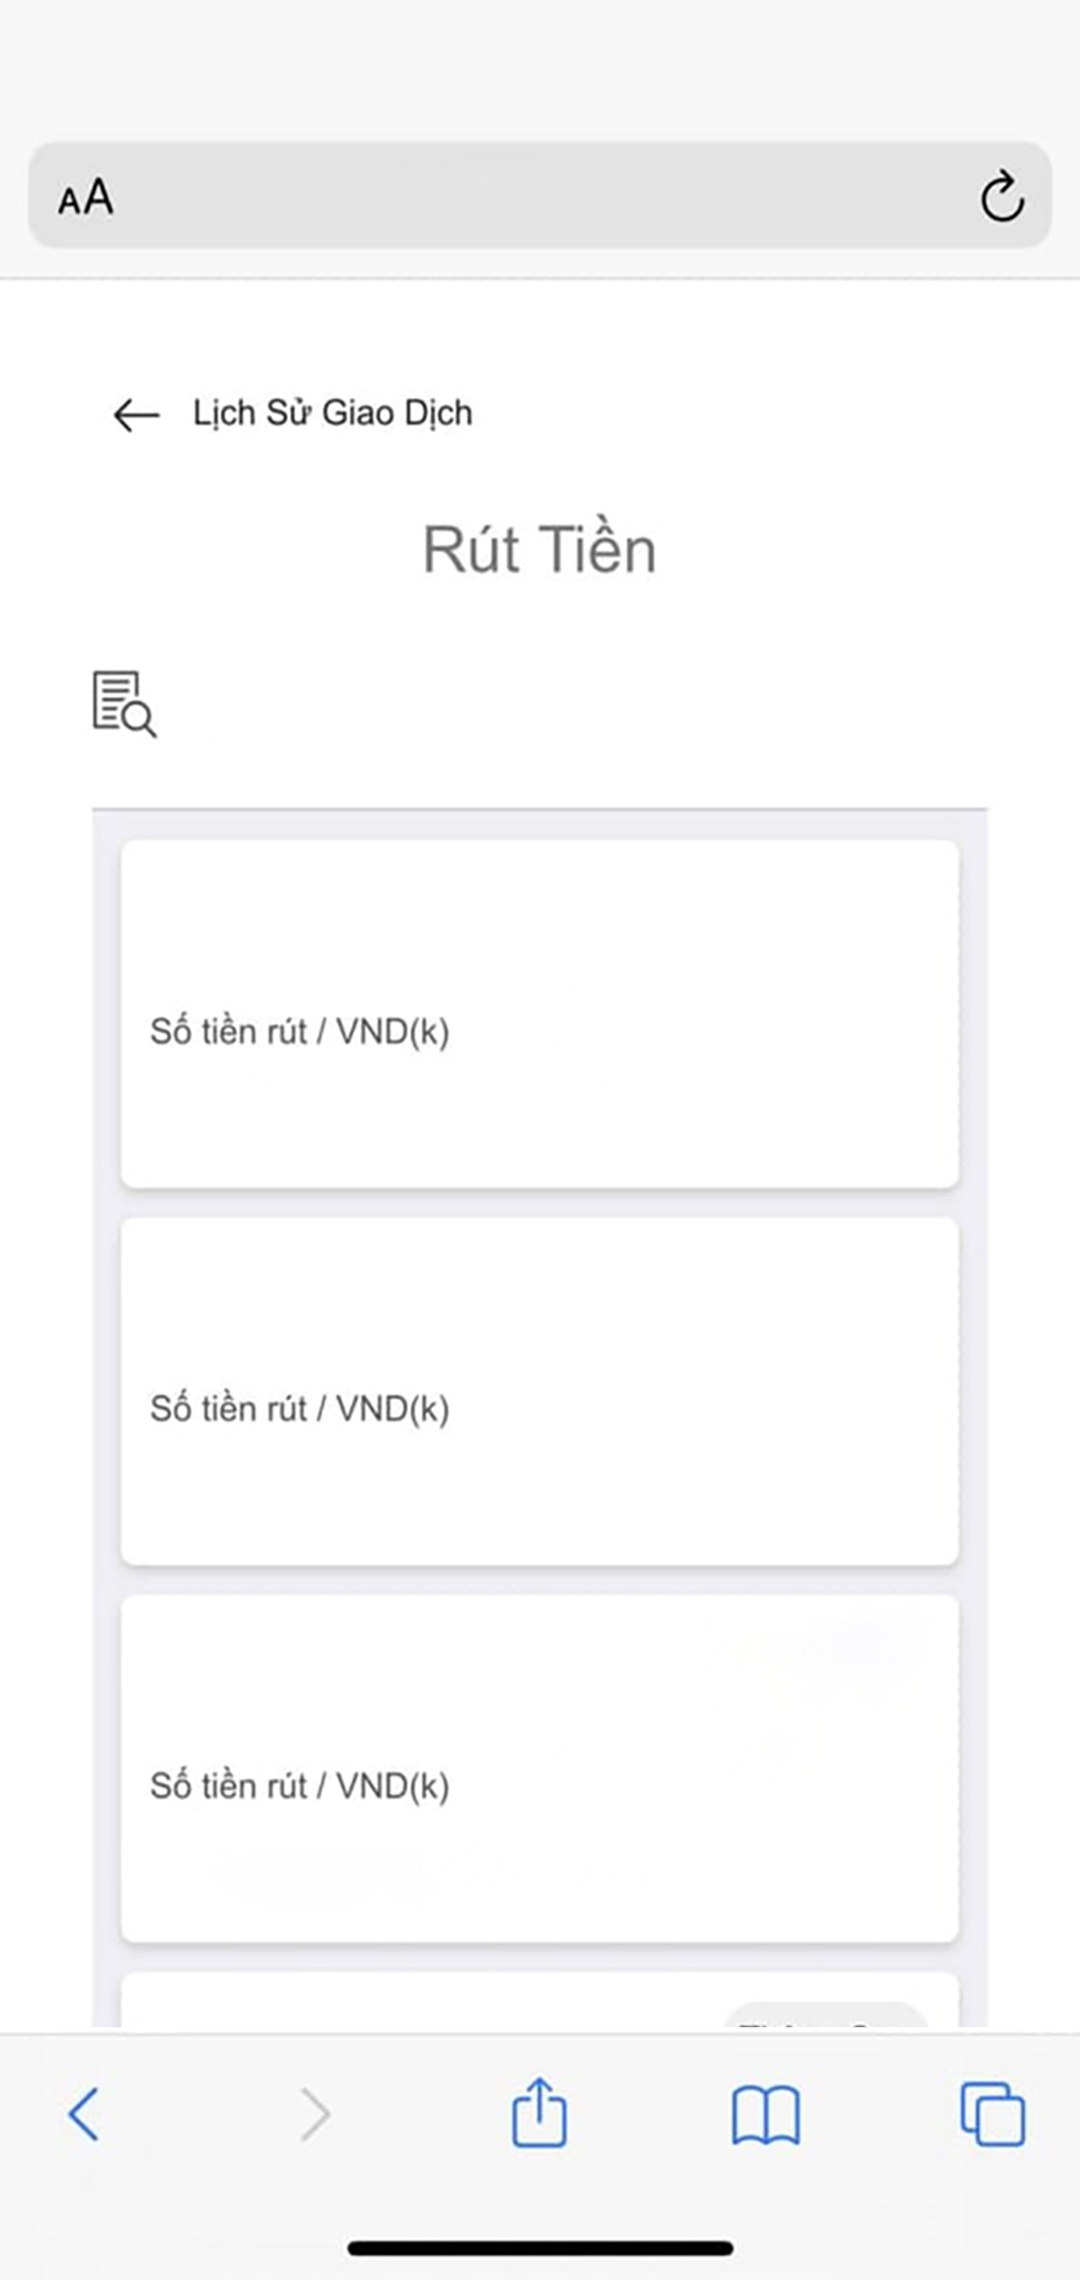 AA
Lịch Sử Giao Dịch
Rút Tiền
Số tiền rút / VND(k)
Số tiền rút / VND(k)
Số tiền rút / VND(k)